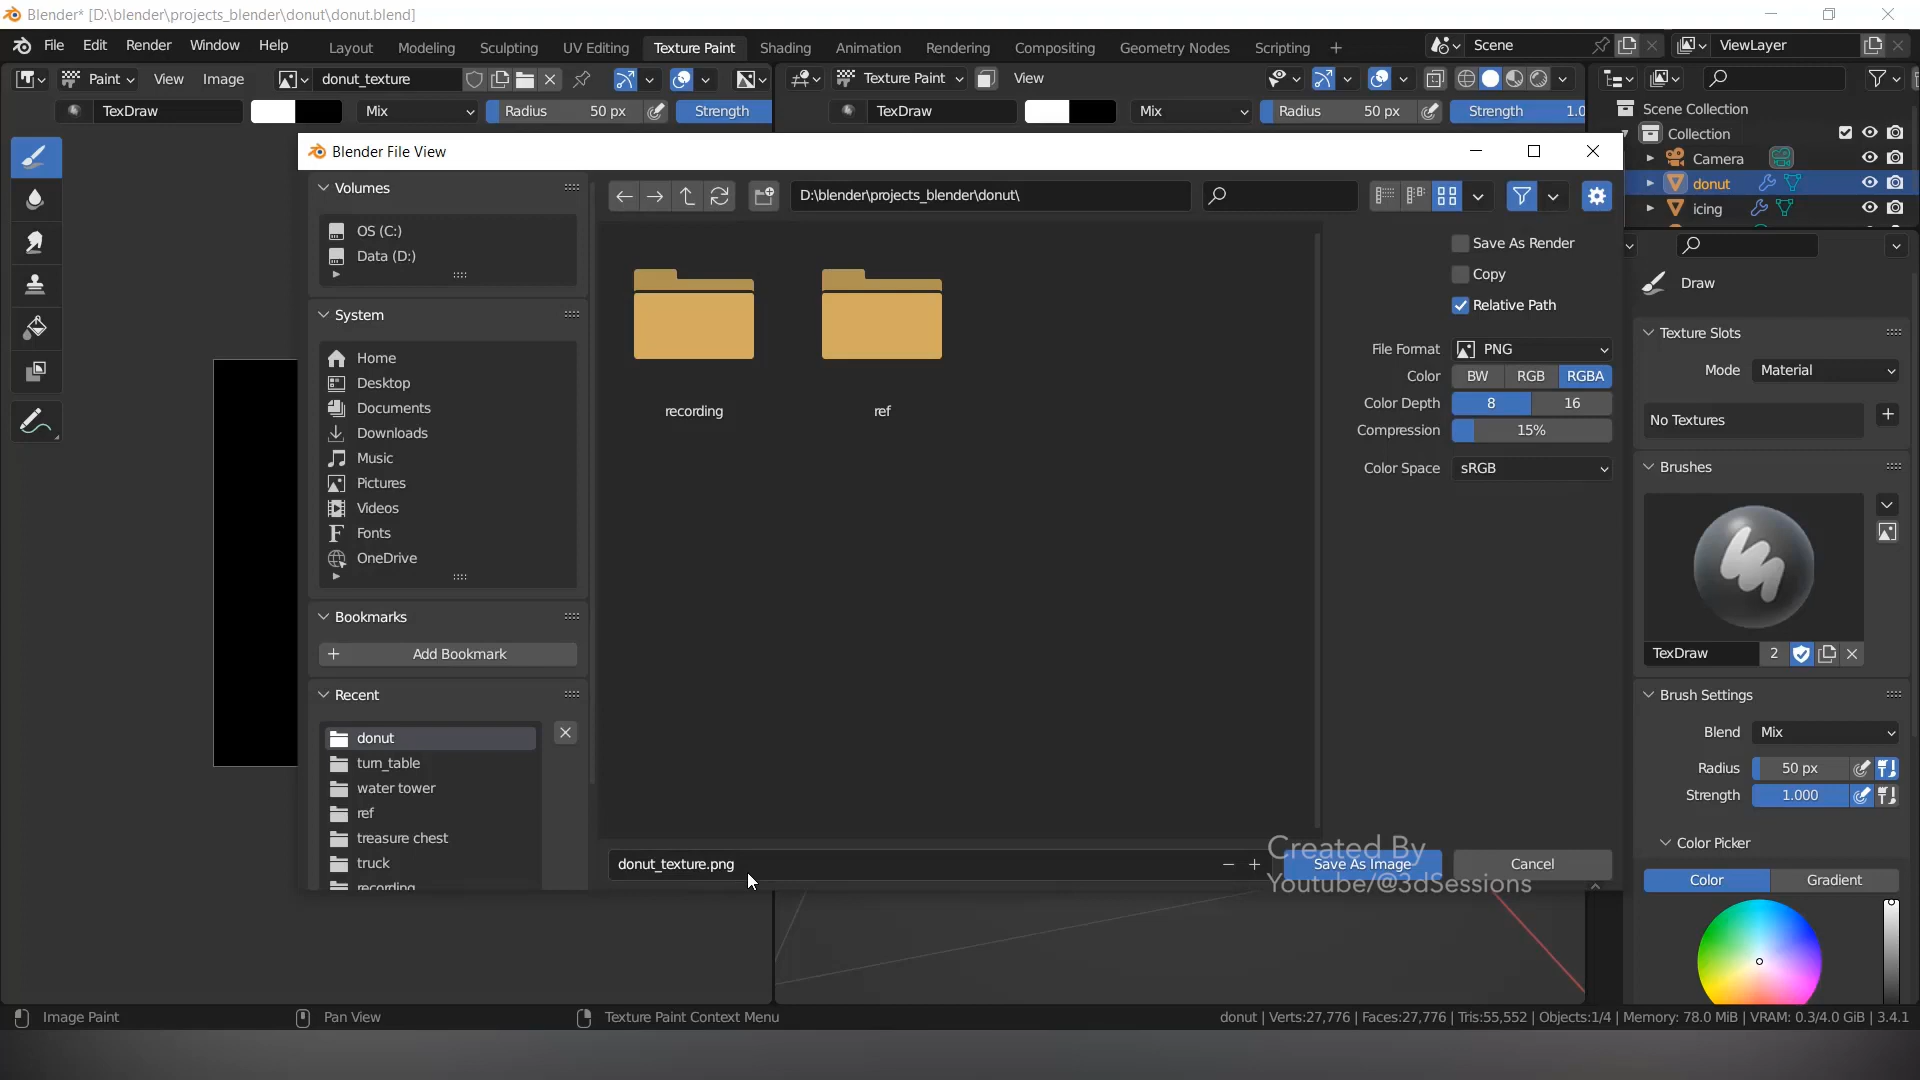 Blender* [D:\blender\projects_blender\donut\donut.blend]
File Edit Render Window Help Layout Modeling Sculpting UV Editing Texture Paint Shading Animation Rendering Compositing Geometry Nodes Scripting + Scene ViewLayer
Paint View Image donut_texture Texture Paint View
TexDraw Mix Radius 50 px Strength TexDraw Mix Radius 50 px Strength 1.0
Scene Collection
Collection
Camera
donut
icing
Blender File View
Volumes
OS (C:)
Data (D:)
System
Home
Desktop
Documents
Downloads
Music
Pictures
Videos
Fonts
OneDrive
Bookmarks
Add Bookmark
Recent
donut
turn_table
water tower
ref
treasure chest
truck
recording
D:\blender\projects_blender\donut\
recording
ref
Save As Render
Copy
Relative Path
File Format PNG
Color BW RGB RGBA
Color Depth 8 16
Compression 15%
Color Space sRGB
donut_texture.png
Save As Image
Cancel
Created By
Youtube/@3dSessions
Draw
Texture Slots
Mode Material
No Textures
Brushes
TexDraw 2
Brush Settings
Blend Mix
Radius 50 px
Strength 1.000
Color Picker
Color Gradient
Image Paint Pan View Texture Paint Context Menu
donut | Verts:27,776 | Faces:27,776 | Tris:55,552 | Objects:1/4 | Memory: 78.0 MiB | VRAM: 0.3/4.0 GiB | 3.4.1